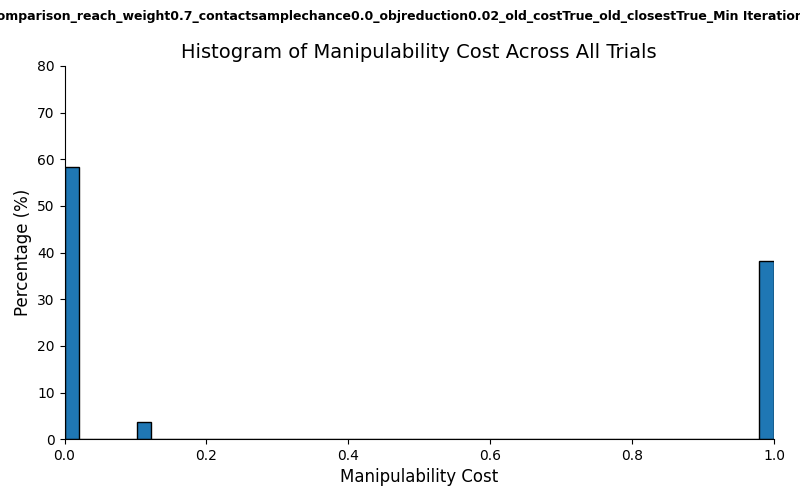 omparison_reach_weight0.7_contactsamplechance0.0_objreduction0.02_old_costTrue_old_closestTrue_Min Iteration
Histogram of Manipulability Cost Across All Trials
80
70
60
50
40
30
20
10
0
Percentage (%)
0.0 0.2 0.4 0.6 0.8 1.0
Manipulability Cost